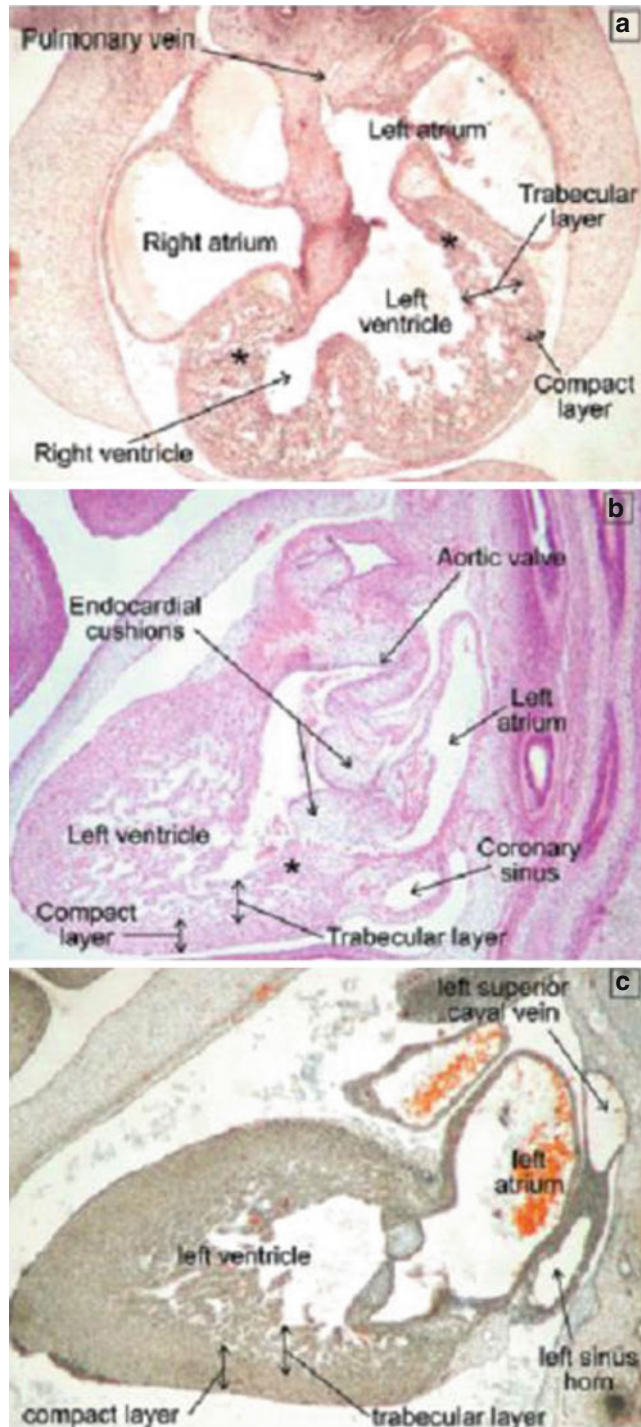 a
Pulmonary vein
Left atrium
Trabecular
layer
Right atrium
*
Left
ventricle
*
Compact
layer
Right ventricle
b
Aortic valve
Endocardial
cushions
Left
atrium
Left ventricle
*
Coronary
sinus
Compact
layer
Trabecular layer
c
left superior
caval vein
left
atrium
left ventricle
left sinus
horn
compact layer
trabecular layer